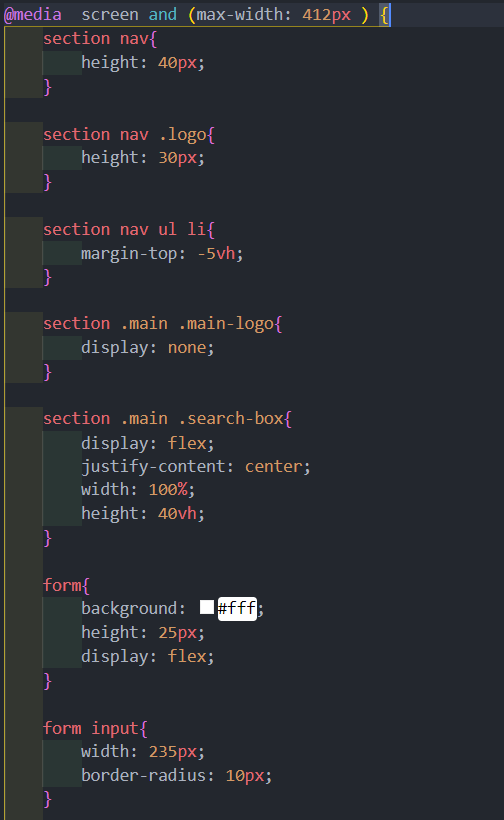 @media  screen and (max-width: 412px ) {
    section nav{
        height: 40px;
    }

    section nav .logo{
        height: 30px;
    }

    section nav ul li{
        margin-top: -5vh;
    }

    section .main .main-logo{
        display: none;
    }

    section .main .search-box{
        display: flex;
        justify-content: center;
        width: 100%;
        height: 40vh;
    }

    form{
        background: #fff;
        height: 25px;
        display: flex;
    }

    form input{
        width: 235px;
        border-radius: 10px;
    }